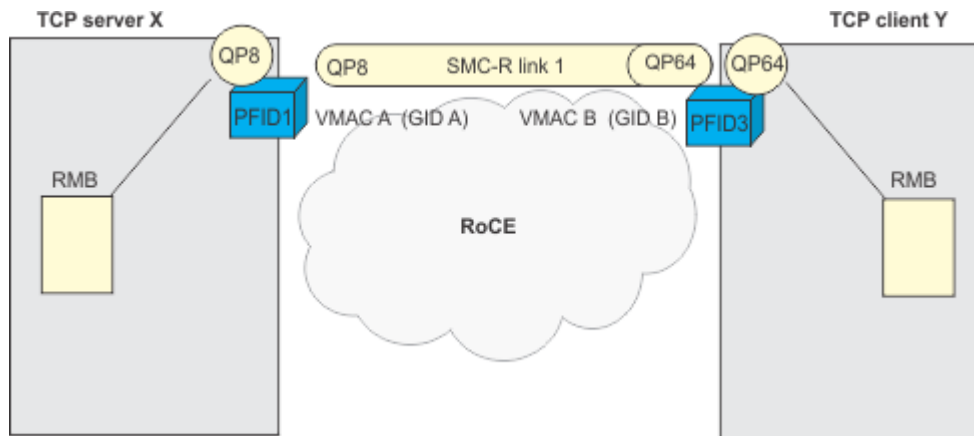 TCP server X
TCP client Y
QP8
QP8
SMC-R link 1
QP64
QP64
PFID1
VMAC A (GID A)
VMAC B (GID B)
PFID3
RMB
RMB
RoCE